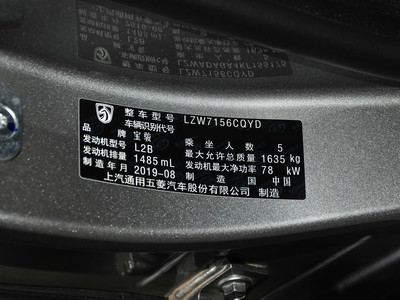 整车型号 LZW7156CQYD
车辆识别代号
品牌 宝骏 乘坐人数 5
发动机型号 L2B 最大允许总质量 1635 kg
发动机排量 1485 mL 发动机最大净功率 78 kW
制造年月 2019-08 制造国 中国
上汽通用五菱汽车股份有限公司 制造